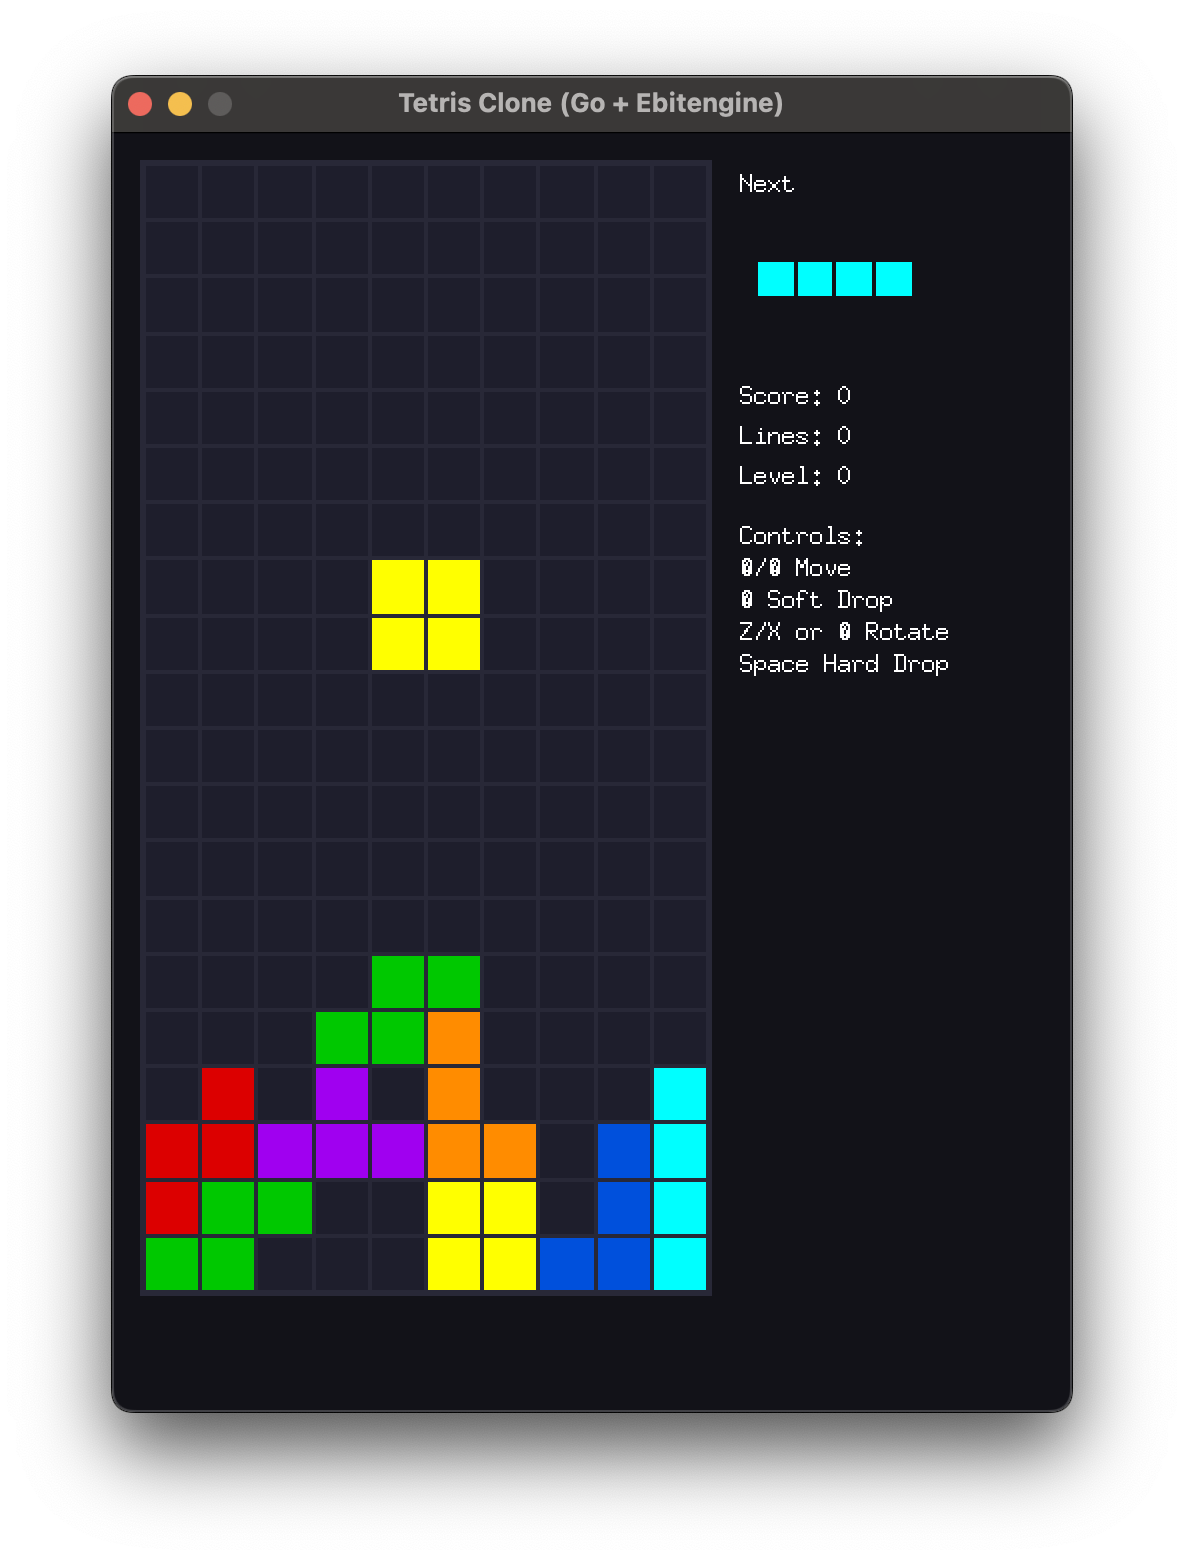 Tetris Clone (Go + Ebitengine)
Next
Score: 0
Lines: 0
Level: 0
Controls:
�/� Move
� Soft Drop
Z/X or � Rotate
Space Hard Drop